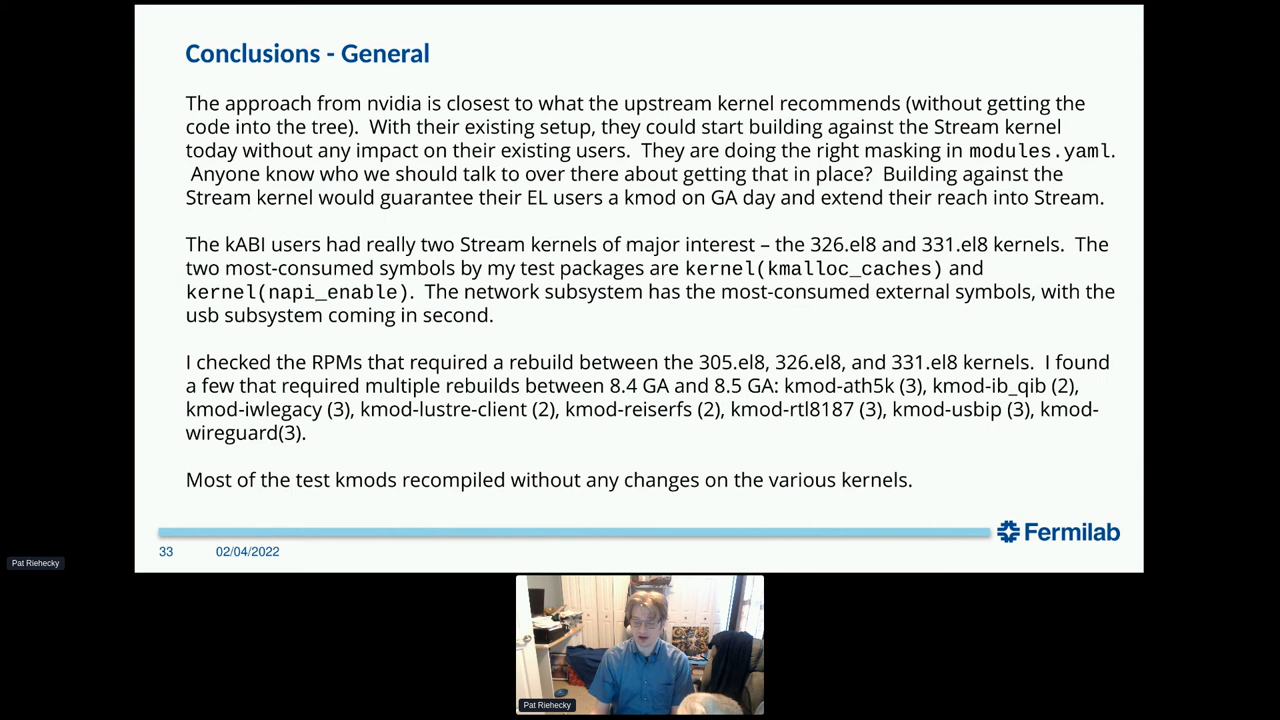 Conclusions - General
The approach from nvidia is closest to what the upstream kernel recommends (without getting the
code into the tree).  With their existing setup, they could start building against the Stream kernel
today without any impact on their existing users.  They are doing the right masking in modules.yaml.
Anyone know who we should talk to over there about getting that in place?  Building against the
Stream kernel would guarantee their EL users a kmod on GA day and extend their reach into Stream.
The kABI users had really two Stream kernels of major interest – the 326.el8 and 331.el8 kernels.  The
two most-consumed symbols by my test packages are kernel(kmalloc_caches) and
kernel(napi_enable).  The network subsystem has the most-consumed external symbols, with the
usb subsystem coming in second.
I checked the RPMs that required a rebuild between the 305.el8, 326.el8, and 331.el8 kernels.  I found
a few that required multiple rebuilds between 8.4 GA and 8.5 GA: kmod-ath5k (3), kmod-ib_qib (2),
kmod-iwlegacy (3), kmod-lustre-client (2), kmod-reiserfs (2), kmod-rtl8187 (3), kmod-usbip (3), kmod-
wireguard(3).
Most of the test kmods recompiled without any changes on the various kernels.
Fermilab
33 02/04/2022
Pat Riehecky
Pat Riehecky